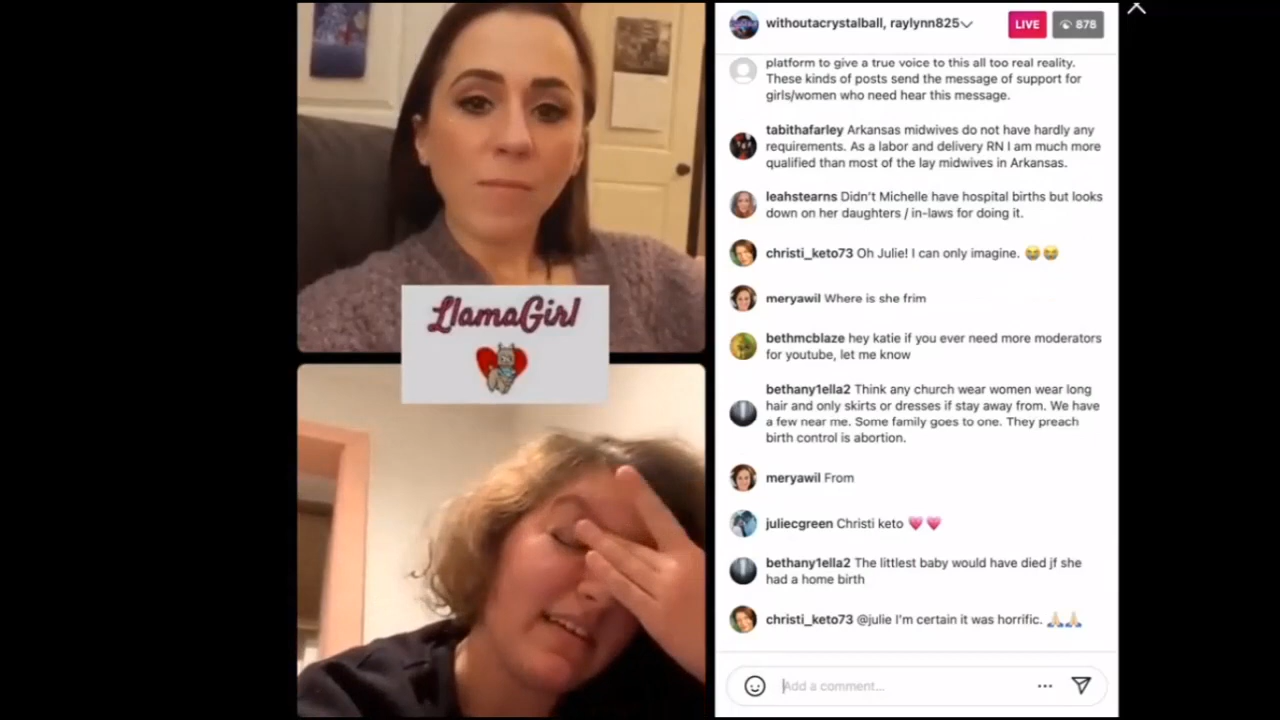 withoutacrystalball, raylynn825
LIVE
878
platform to give a true voice to this all too real reality.
These kinds of posts send the message of support for
girls/women who need hear this message.
tabithafarley Arkansas midwives do not have hardly any
requirements. As a labor and delivery RN I am much more
qualified than most of the lay midwives in Arkansas.
leahstearns Didn't Michelle have hospital births but looks
down on her daughters / in-laws for doing it.
christi_keto73 Oh Julie! I can only imagine. 😂😂
meryawil Where is she frim
LlamaGirl
bethmcblaze hey katie if you ever need more moderators
for youtube, let me know
bethany1ella2 Think any church wear women wear long
hair and only skirts or dresses if stay away from. We have
a few near me. Some family goes to one. They preach
birth control is abortion.
meryawil From
juliecgreen Christi keto 💗💗
bethany1ella2 The littlest baby would have died jf she
had a home birth
christi_keto73 @julie I'm certain it was horrific. 🙏🏻🙏🏻
Add a comment...